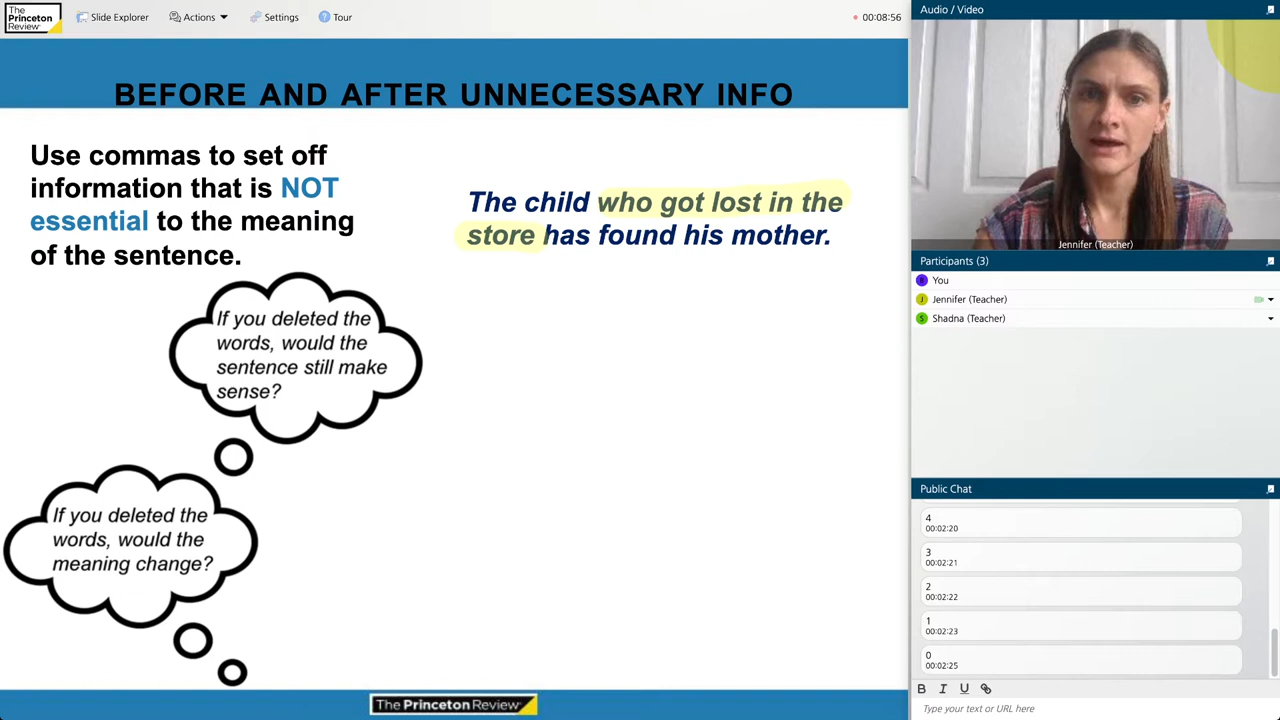 The
Princeton
Review
Slide Explorer
Actions
Settings
? Tour
00:08:56
BEFORE AND AFTER UNNECESSARY INFO
Use commas to set off
information that is NOT
essential to the meaning
of the sentence.
The child who got lost in the
store has found his mother.
If you deleted the
words, would the
sentence still make
sense?
If you deleted the
words, would the
meaning change?
The Princeton Review
Audio / Video
Jennifer (Teacher)
Participants (3)
B You
J Jennifer (Teacher)
S Shadna (Teacher)
Public Chat
4
00:02:20
3
00:02:21
2
00:02:22
1
00:02:23
0
00:02:25
B I U
Type your text or URL here